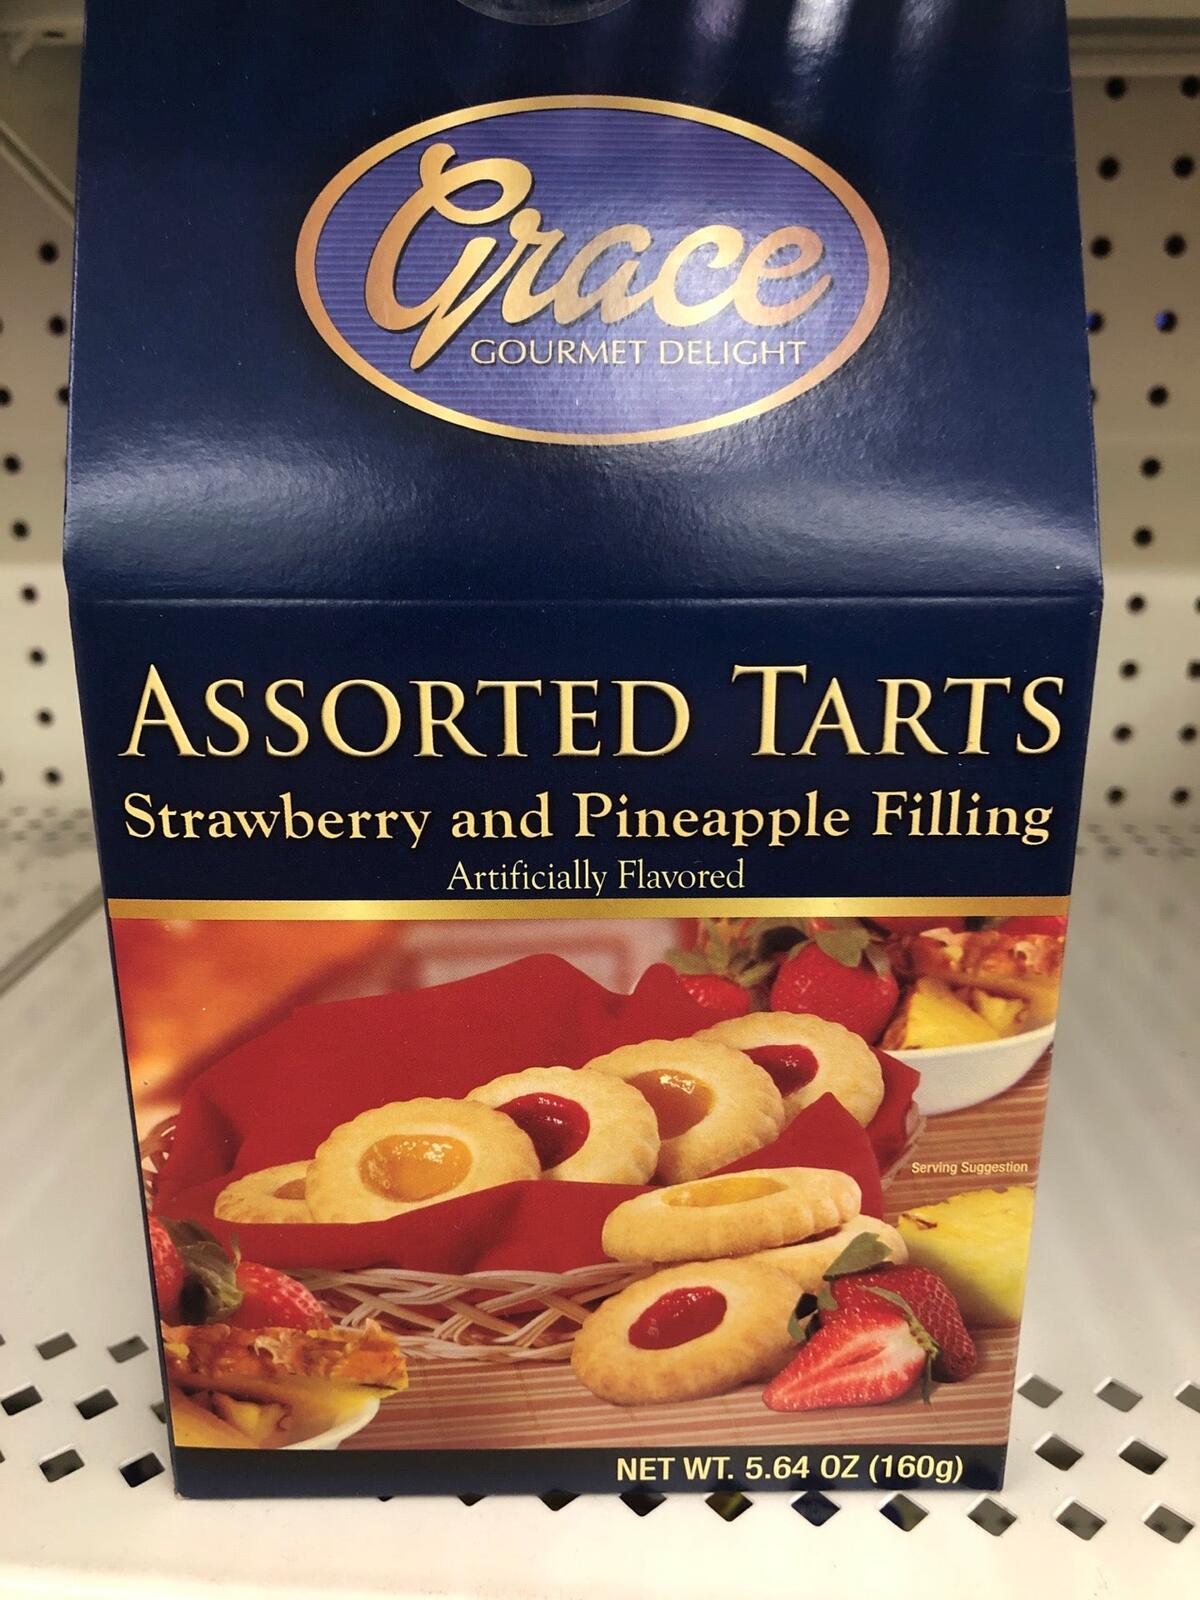 Grace
GOURMET DELIGHT
ASSORTED TARTS
Strawberry and Pineapple Filling
Artificially Flavored
Serving Suggestion
NET WT. 5.64 OZ (160g)